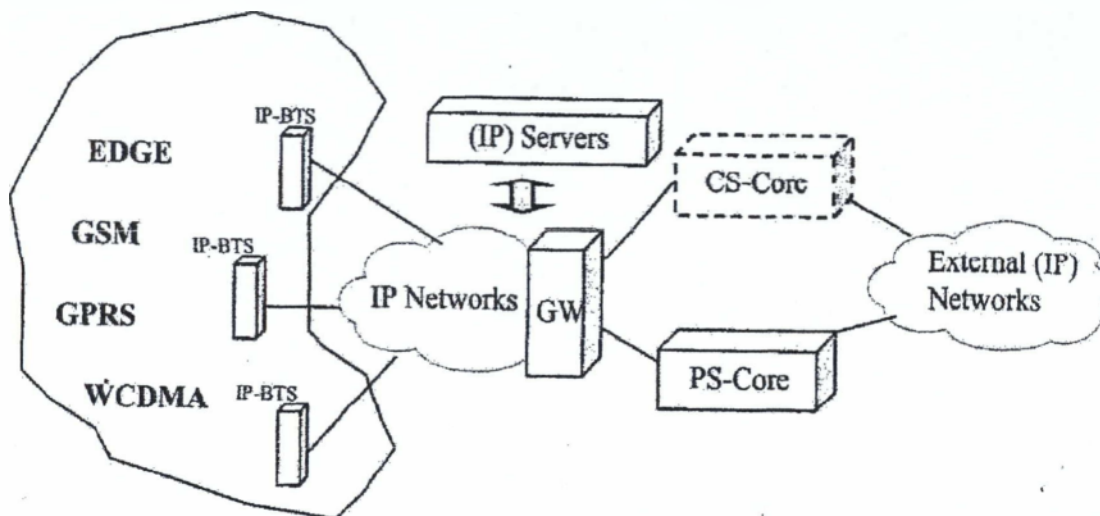 IP-BTS
(IP) Servers
EDGE
CS-Core
GSM
IP-BTS
External (IP)
Networks
IP Networks
GW
GPRS
PS-Core
WCDMA
IP-BTS